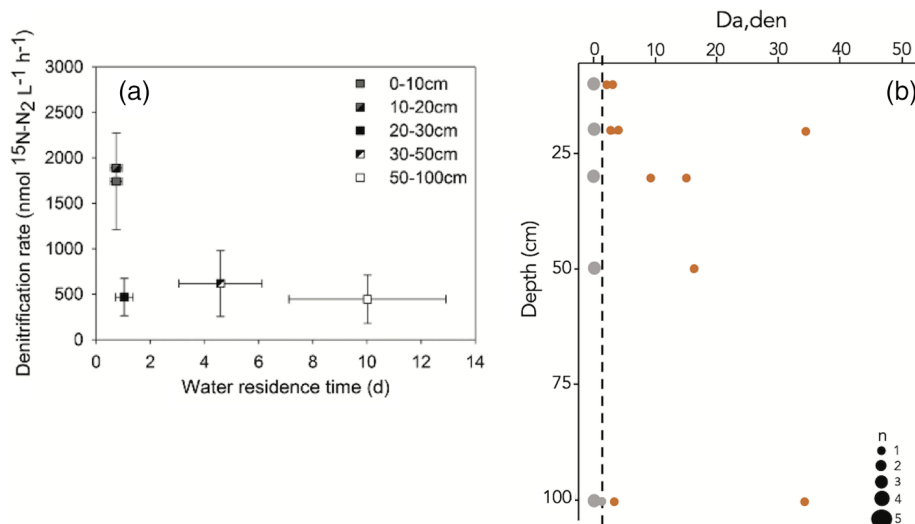 (a)
Denitrification rate (nmol ¹⁵N-N₂ L⁻¹ h⁻¹)
3000
2500
2000
1500
1000
500
0
0 2 4 6 8 10 12 14
Water residence time (d)
0-10cm
10-20cm
20-30cm
30-50cm
50-100cm
Da,den
0 10 20 30 40 50
(b)
Depth (cm)
25
50
75
100
n
1
2
3
4
5